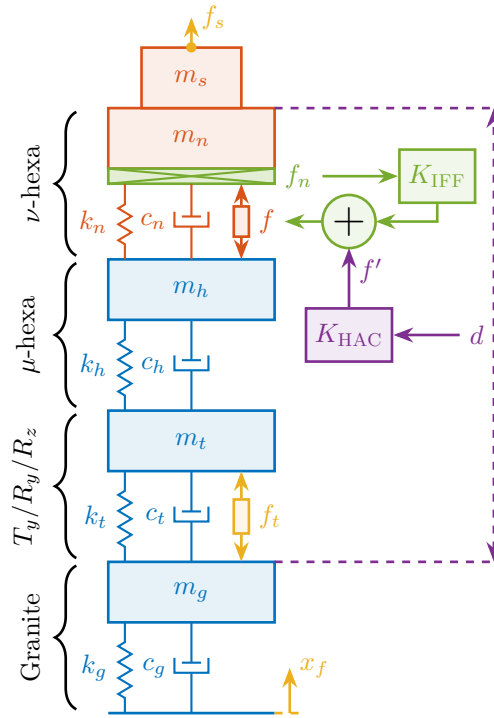 f_s
m_s
m_n
ν-hexa
f_n
K_IFF
k_n
c_n
f
+
f′
μ-hexa
m_h
K_HAC
d
k_h
c_h
m_t
T_y/R_y/R_z
k_t
c_t
f_t
m_g
Granite
k_g
c_g
x_f